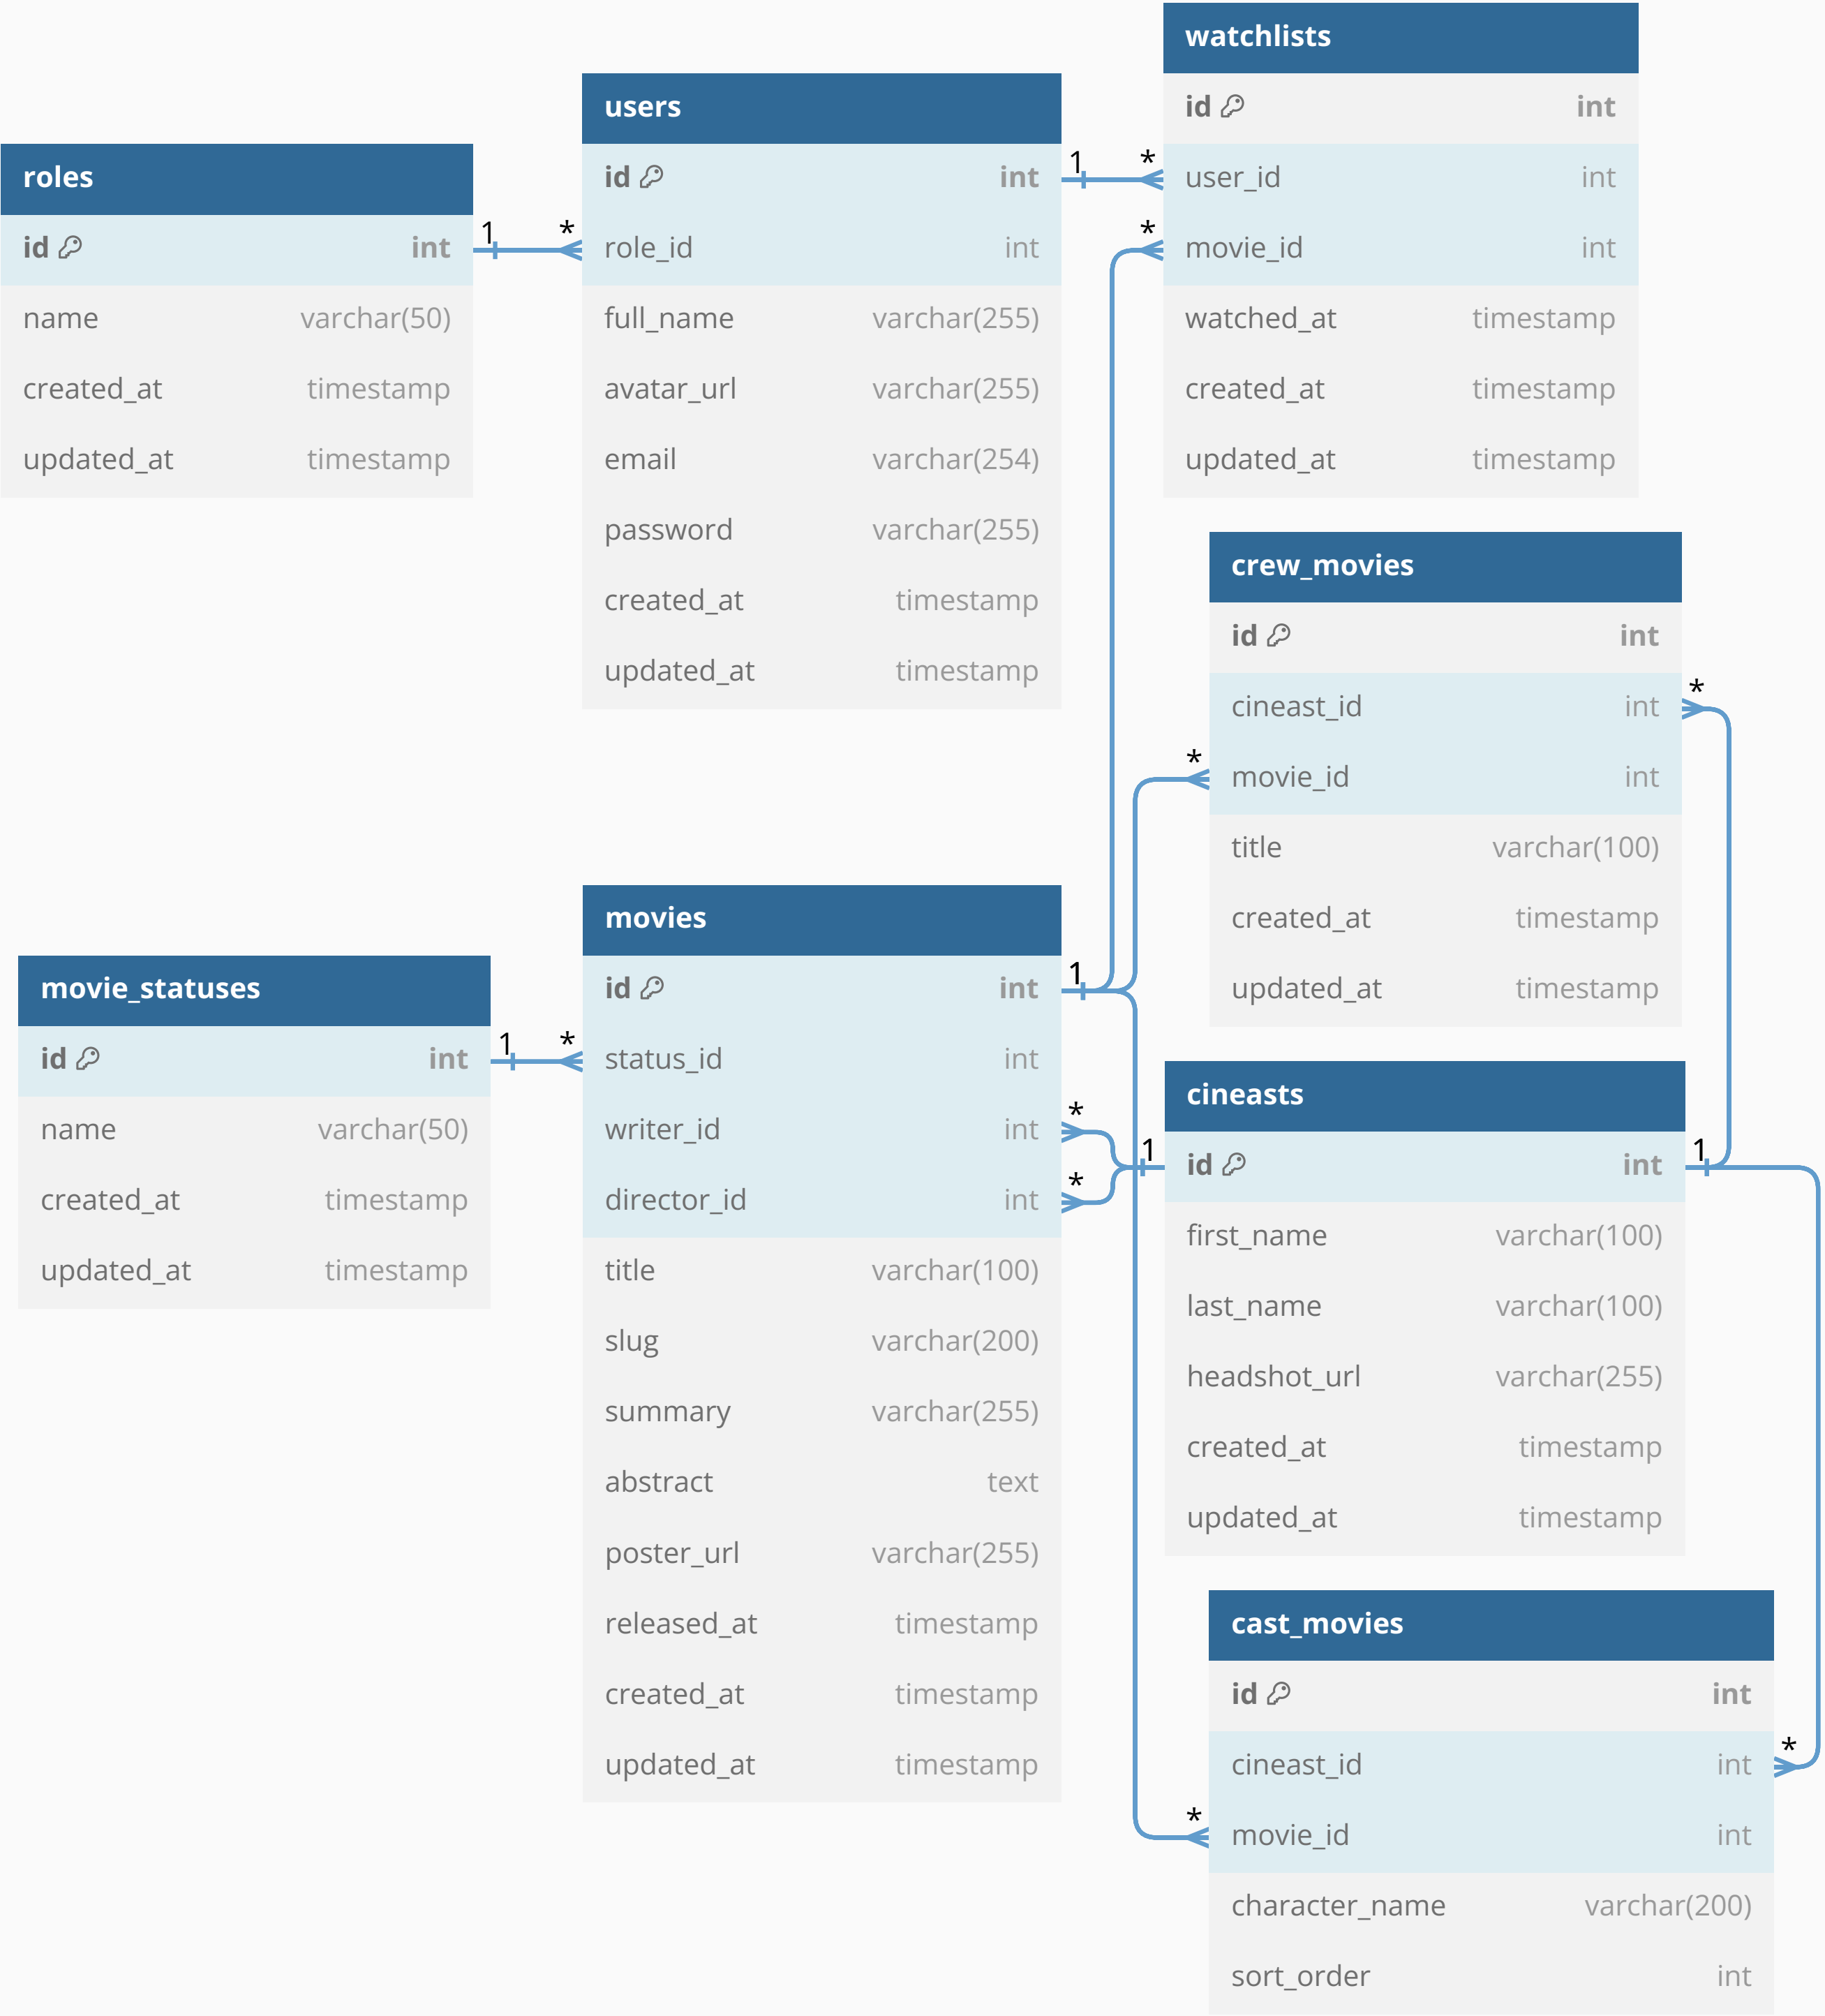 roles
id int
name varchar(50)
created_at timestamp
updated_at timestamp
1 *
users
id int
role_id int
full_name varchar(255)
avatar_url varchar(255)
email varchar(254)
password varchar(255)
created_at timestamp
updated_at timestamp
1 *
*
watchlists
id int
user_id int
movie_id int
watched_at timestamp
created_at timestamp
updated_at timestamp
crew_movies
id int
cineast_id int
movie_id int
title varchar(100)
created_at timestamp
updated_at timestamp
*
*
movie_statuses
id int
name varchar(50)
created_at timestamp
updated_at timestamp
1 *
movies
id int
status_id int
writer_id int
director_id int
title varchar(100)
slug varchar(200)
summary varchar(255)
abstract text
poster_url varchar(255)
released_at timestamp
created_at timestamp
updated_at timestamp
1
*
*
1
cineasts
id int
first_name varchar(100)
last_name varchar(100)
headshot_url varchar(255)
created_at timestamp
updated_at timestamp
1
cast_movies
id int
cineast_id int
movie_id int
character_name varchar(200)
sort_order int
*
*